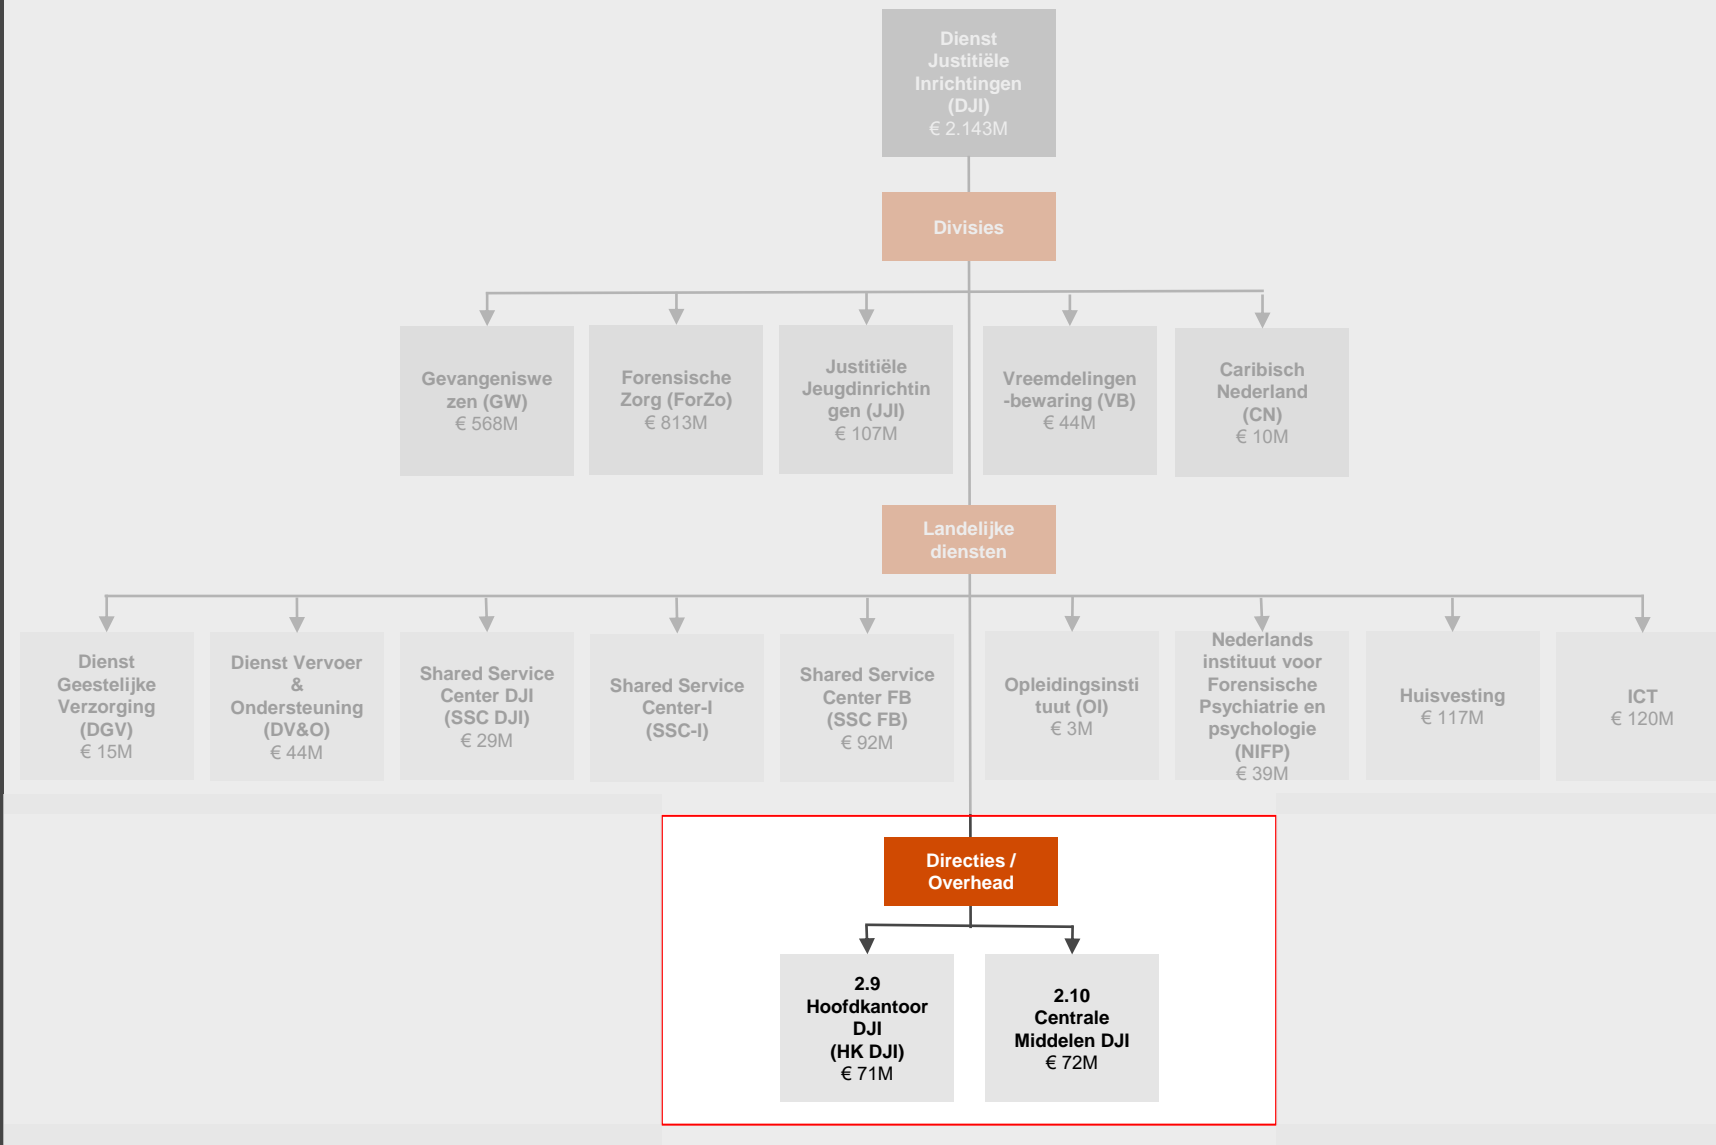 Dienst
Justitiële
Inrichtingen
(DJI)
€ 2.143M
Divisies
Gevangeniswe
zen (GW)
€ 568M
Forensische
Zorg (ForZo)
€ 813M
Justitiële
Jeugdinrichtin
gen (JJI)
€ 107M
Vreemdelingen
-bewaring (VB)
€ 44M
Caribisch
Nederland
(CN)
€ 10M
Landelijke
diensten
Dienst
Geestelijke
Verzorging
(DGV)
€ 15M
Dienst Vervoer
&
Ondersteuning
(DV&O)
€ 44M
Shared Service
Center DJI
(SSC DJI)
€ 29M
Shared Service
Center-I
(SSC-I)
Shared Service
Center FB
(SSC FB)
€ 92M
Opleidingsinsti
tuut (OI)
€ 3M
Nederlands
instituut voor
Forensische
Psychiatrie en
psychologie
(NIFP)
€ 39M
Huisvesting
€ 117M
ICT
€ 120M
Directies /
Overhead
2.9
Hoofdkantoor
DJI
(HK DJI)
€ 71M
2.10
Centrale
Middelen DJI
€ 72M